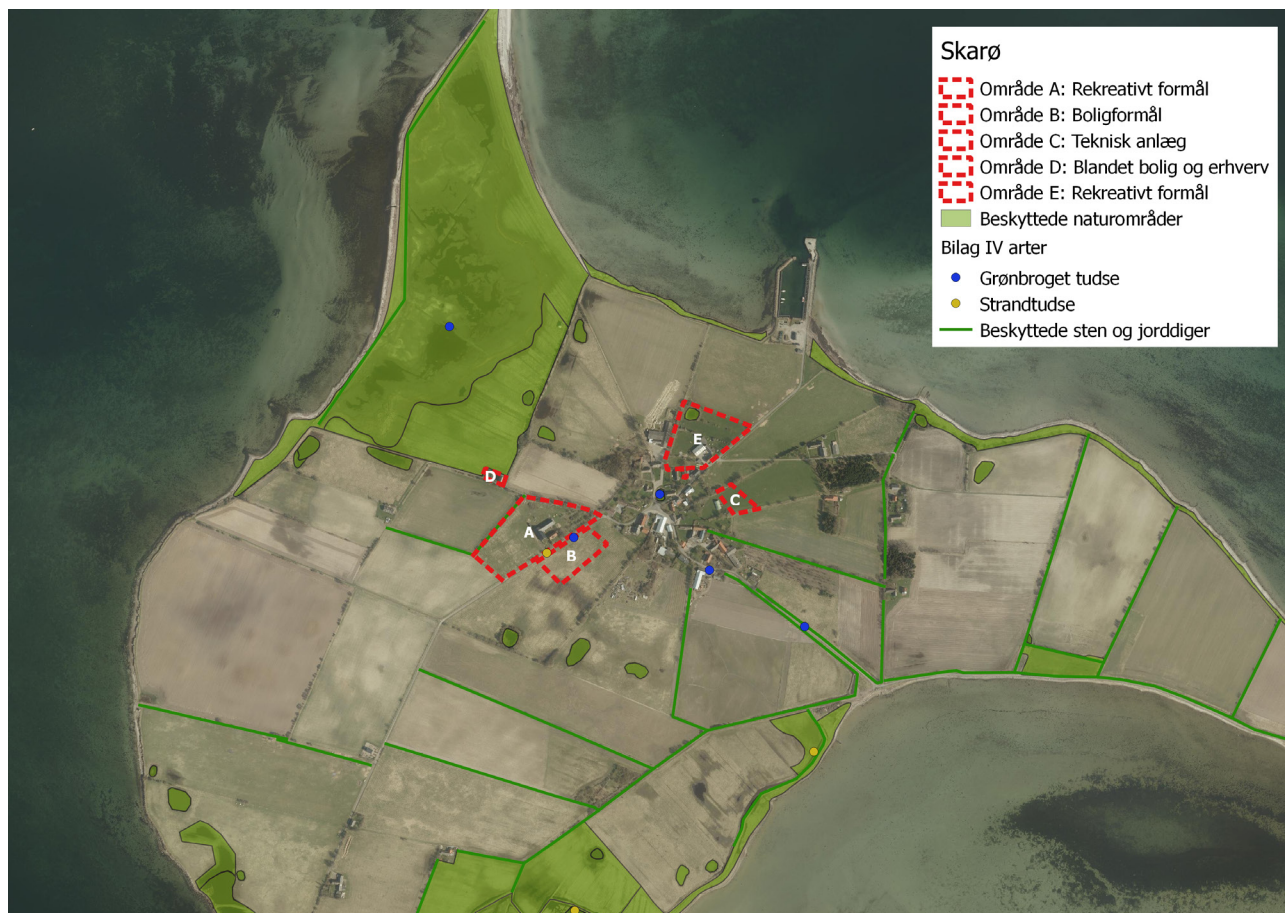 Skarø
Område A: Rekreativt formål
Område B: Boligformål
Område C: Teknisk anlæg
Område D: Blandet bolig og erhverv
Område E: Rekreativt formål
Beskyttede naturområder
Bilag IV arter
Grønbroget tudse
Strandtudse
Beskyttede sten og jorddiger
E
D
C
A
B